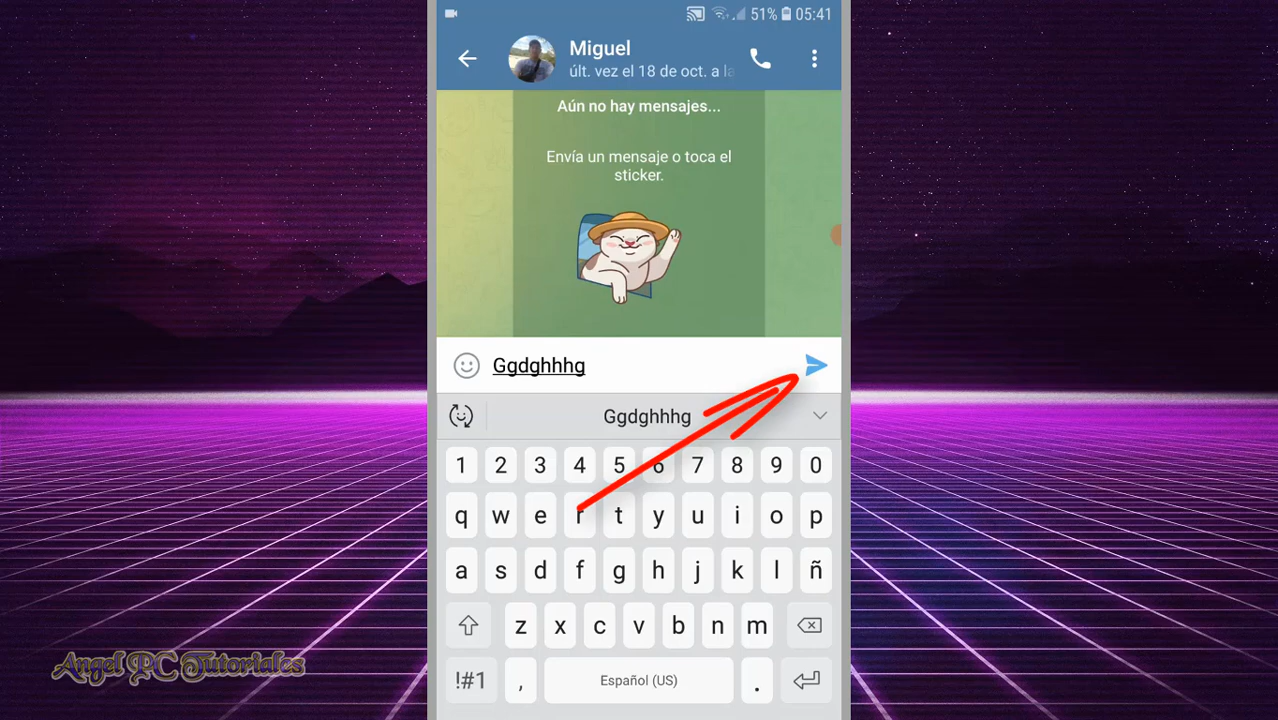 51% 05:41
Miguel
últ. vez el 18 de oct. a la
Aún no hay mensajes...
Envía un mensaje o toca el
sticker.
Ggdghhhg
Ggdghhhg
1 2 3 4 5 6 7 8 9 0
q w e r t y u i o p
a s d f g h j k l ñ
z x c v b n m
!#1 , Español (US) .
Angel PC Tutoriales